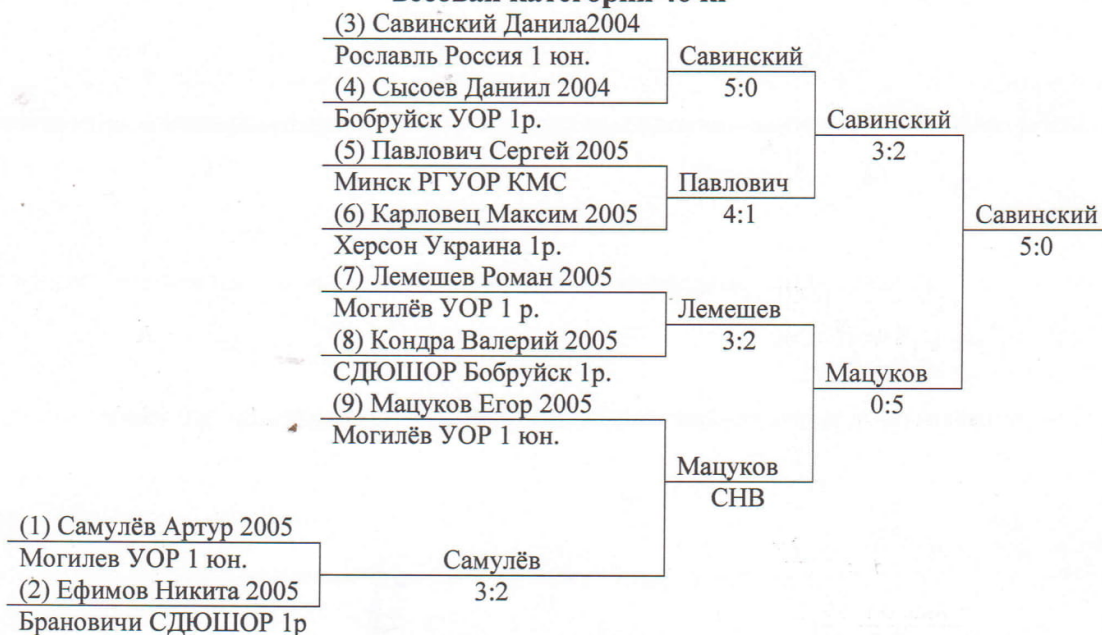 (3) Савинский Данила2004
Рославль Россия 1 юн.
Савинский
(4) Сысоев Даниил 2004
5:0
Бобруйск УОР 1р.
Савинский
(5) Павлович Сергей 2005
3:2
Минск РГУОР КМС
Павлович
(6) Карловец Максим 2005
4:1
Савинский
Херсон Украина 1р.
5:0
(7) Лемешев Роман 2005
Могилёв УОР 1 р.
Лемешев
(8) Кондра Валерий 2005
3:2
СДЮШОР Бобруйск 1р.
Мацуков
(9) Мацуков Егор 2005
0:5
Могилёв УОР 1 юн.
Мацуков
СНВ
(1) Самулёв Артур 2005
Могилев УОР 1 юн.
Самулёв
(2) Ефимов Никита 2005
3:2
Брановичи СДЮШОР 1р